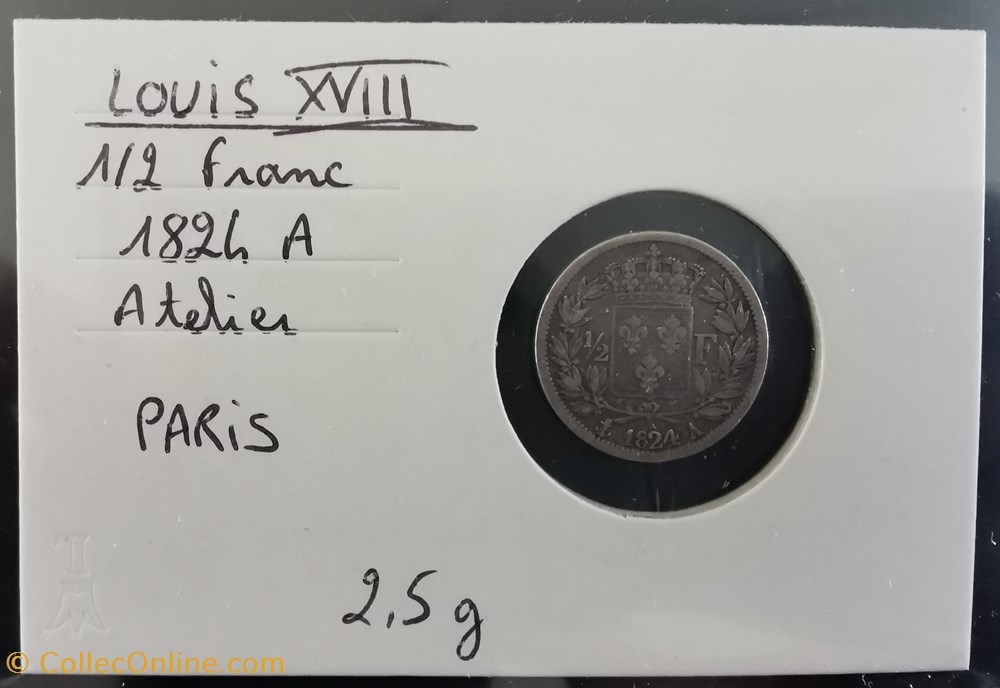 LOUIS XVIII
1/2 franc
1824 A
Atelier
PARIS
2,5 g
1/2 F
1824 A
© CollecOnline.com